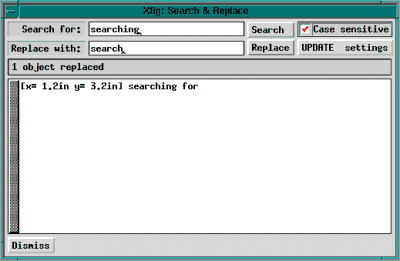 Xfig: Search & Replace
Search for: searching Search Case sensitive
Replace with: search Replace UPDATE settings
1 object replaced
[x= 1.2in y= 3.2in] searching for
Dismiss